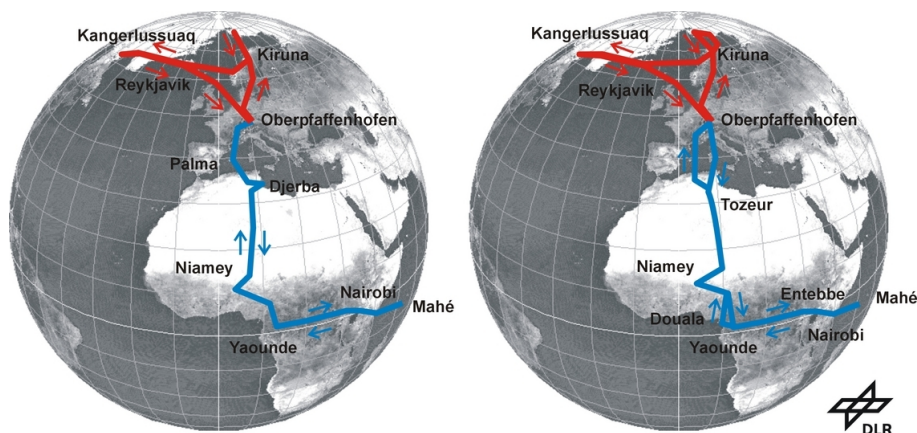 Kangerlussuaq
Kiruna
Reykjavik
Oberpfaffenhofen
Palma
Djerba
Niamey
Nairobi
Mahé
Yaounde
Kangerlussuaq
Kiruna
Reykjavik
Oberpfaffenhofen
Tozeur
Niamey
Entebbe
Mahé
Douala
Nairobi
Yaounde
DLR